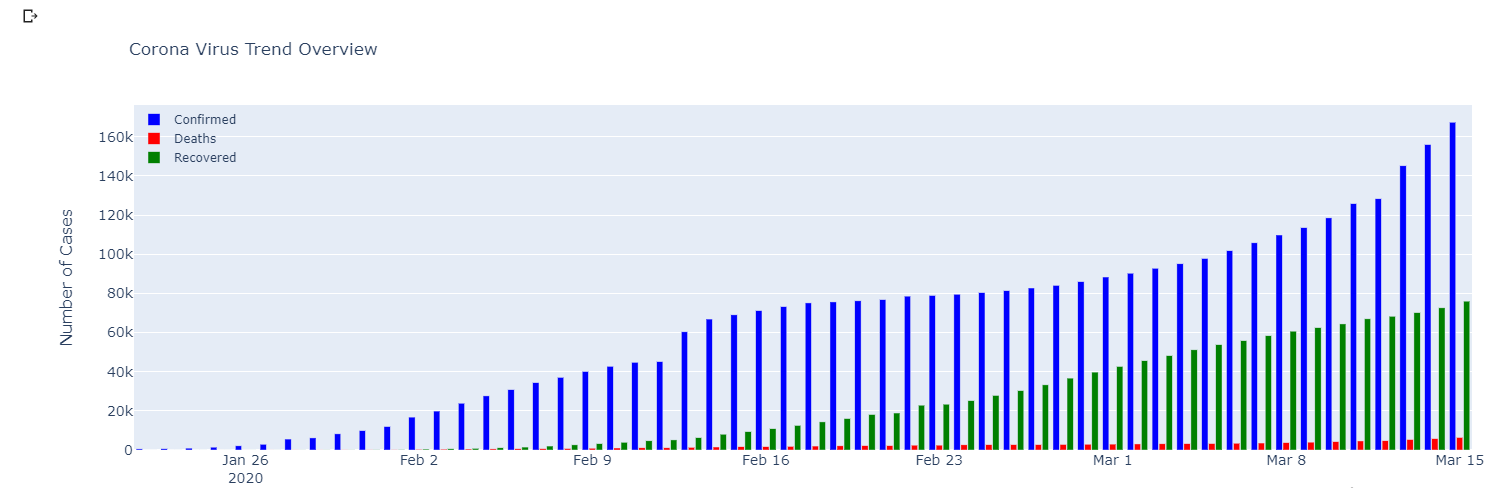 Corona Virus Trend Overview
Confirmed
Deaths
Recovered
160k
140k
120k
100k
80k
60k
40k
20k
0
Number of Cases
Jan 26 Feb 2 Feb 9 Feb 16 Feb 23 Mar 1 Mar 8 Mar 15
2020